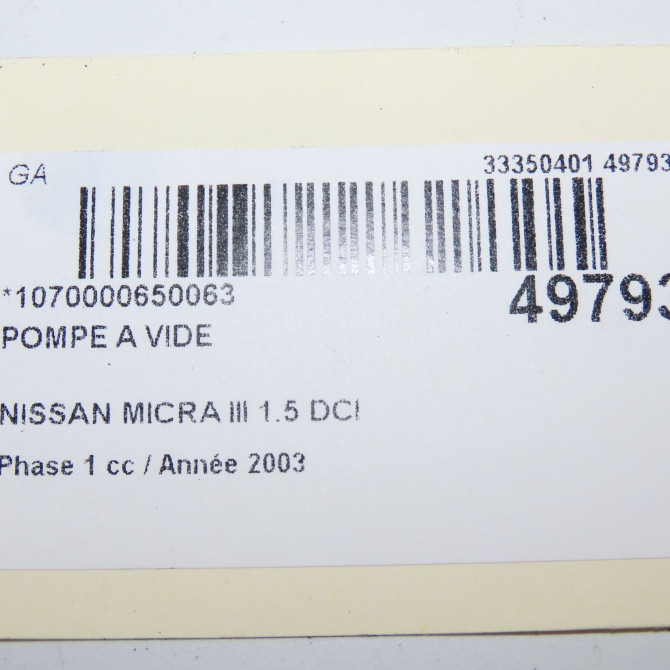 GA
33350401 49793
*1070000650063
49793
POMPE A VIDE
NISSAN MICRA III 1.5 DCI
Phase 1 cc / Année 2003